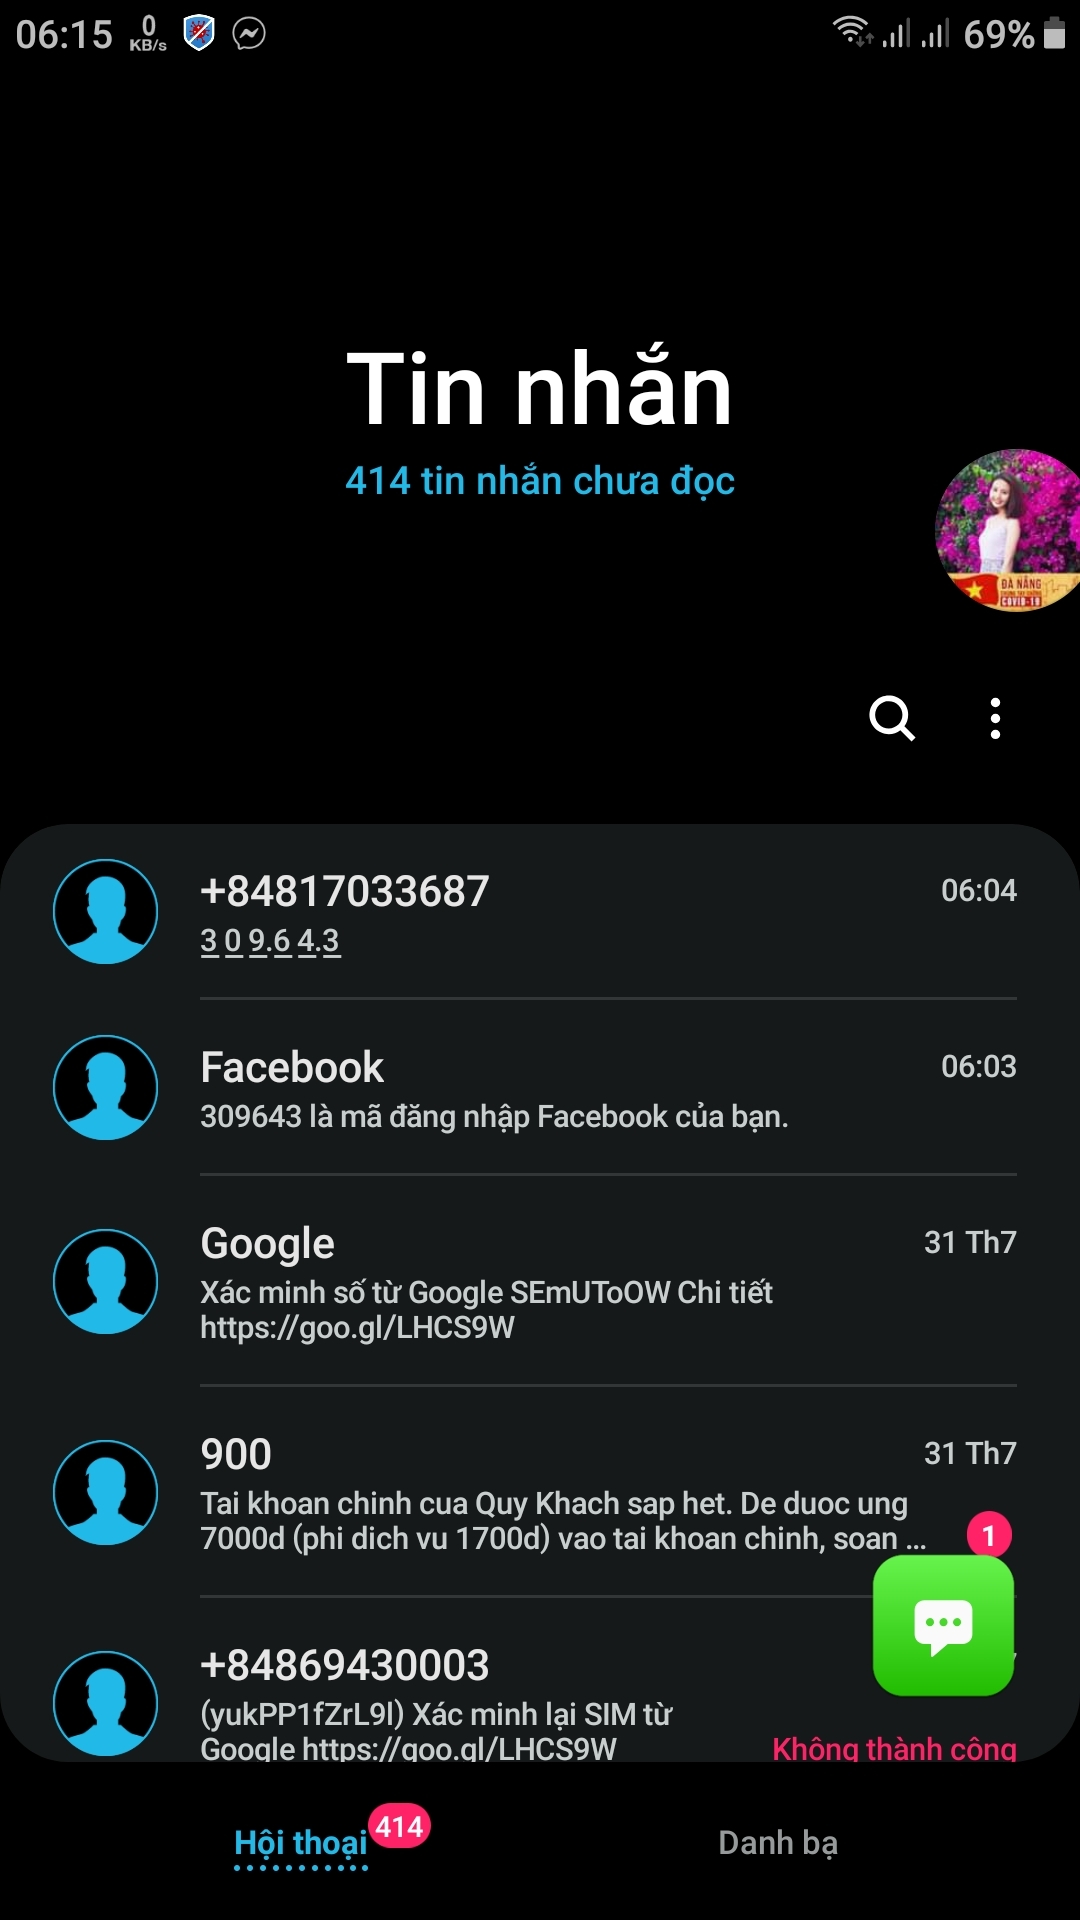 06:15 0 KB/s 69%
Tin nhắn
414 tin nhắn chưa đọc
ĐÀ NẴNG
COVID-19
+84817033687 06:04
3 0 9.6 4.3
Facebook 06:03
309643 là mã đăng nhập Facebook của bạn.
Google 31 Th7
Xác minh số từ Google SEmUToOW Chi tiết
https://goo.gl/LHCS9W
900 31 Th7
Tai khoan chinh cua Quy Khach sap het. De duoc ung
7000d (phi dich vu 1700d) vao tai khoan chinh, soan ... 1
+84869430003
(yukPP1fZrL9l) Xác minh lại SIM từ
Google https://goo.gl/LHCS9W Không thành công
Hội thoại 414 Danh bạ